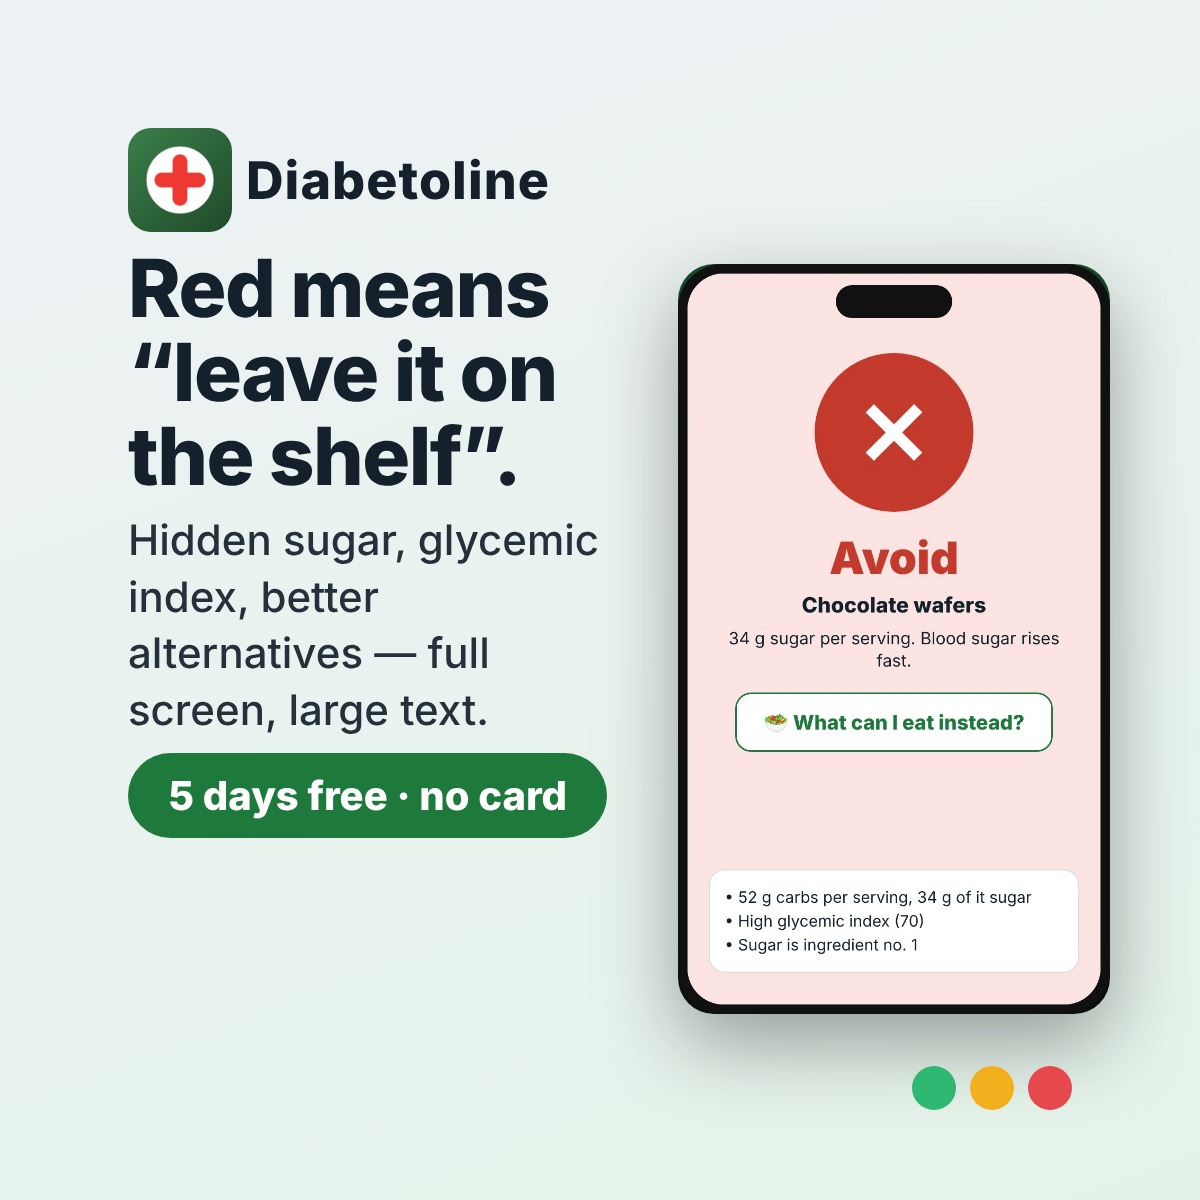 Diabetoline
Red means
“leave it on
the shelf”.
Hidden sugar, glycemic
index, better
alternatives — full
screen, large text.
5 days free · no card
Avoid
Chocolate wafers
34 g sugar per serving. Blood sugar rises
fast.
🥗 What can I eat instead?
• 52 g carbs per serving, 34 g of it sugar
• High glycemic index (70)
• Sugar is ingredient no. 1